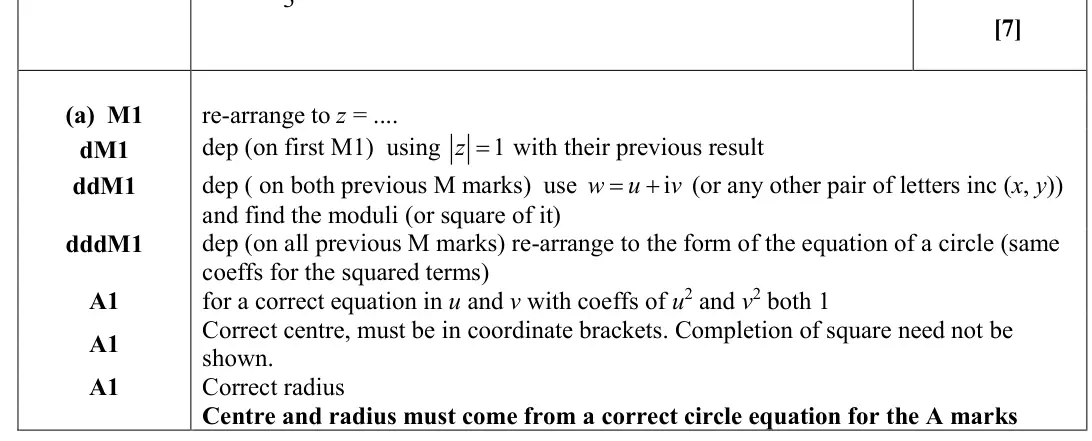 3
[7]
(a) M1 re-arrange to z = ....
dM1 dep (on first M1) using |z| = 1 with their previous result
ddM1 dep ( on both previous M marks) use w = u + iv (or any other pair of letters inc (x, y))
and find the moduli (or square of it)
dddM1 dep (on all previous M marks) re-arrange to the form of the equation of a circle (same
coeffs for the squared terms)
A1 for a correct equation in u and v with coeffs of u² and v² both 1
A1 Correct centre, must be in coordinate brackets. Completion of square need not be
shown.
A1 Correct radius
Centre and radius must come from a correct circle equation for the A marks